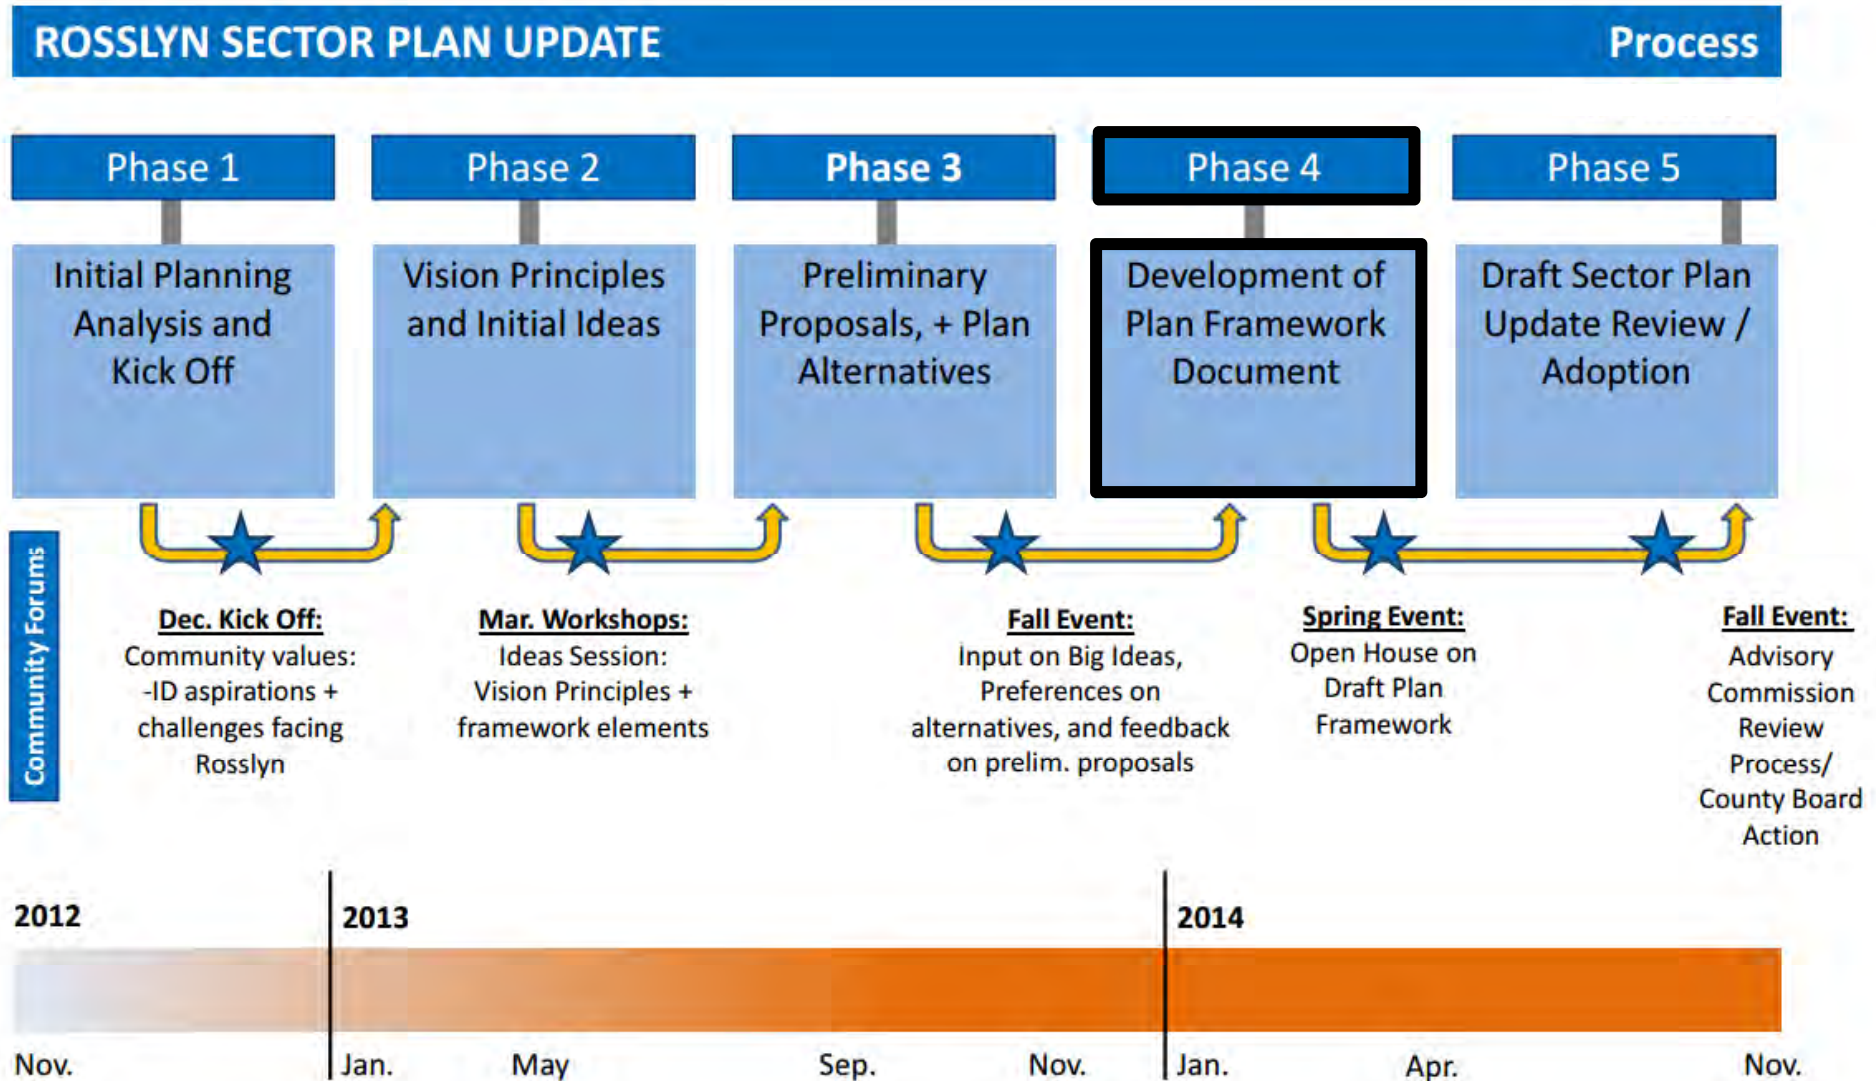 ROSSLYN SECTOR PLAN UPDATE
Process
Phase 1
Phase 2
Phase 3
Phase 4
Phase 5
Initial Planning
Analysis and
Kick Off
Vision Principles
and Initial Ideas
Preliminary
Proposals, + Plan
Alternatives
Development of
Plan Framework
Document
Draft Sector Plan
Update Review /
Adoption
Community Forums
Dec. Kick Off:
Community values:
-ID aspirations +
challenges facing
Rosslyn
Mar. Workshops:
Ideas Session:
Vision Principles +
framework elements
Fall Event:
Input on Big Ideas,
Preferences on
alternatives, and feedback
on prelim. proposals
Spring Event:
Open House on
Draft Plan
Framework
Fall Event:
Advisory
Commission
Review
Process/
County Board
Action
2012
2013
2014
Nov.
Jan.
May
Sep.
Nov.
Jan.
Apr.
Nov.